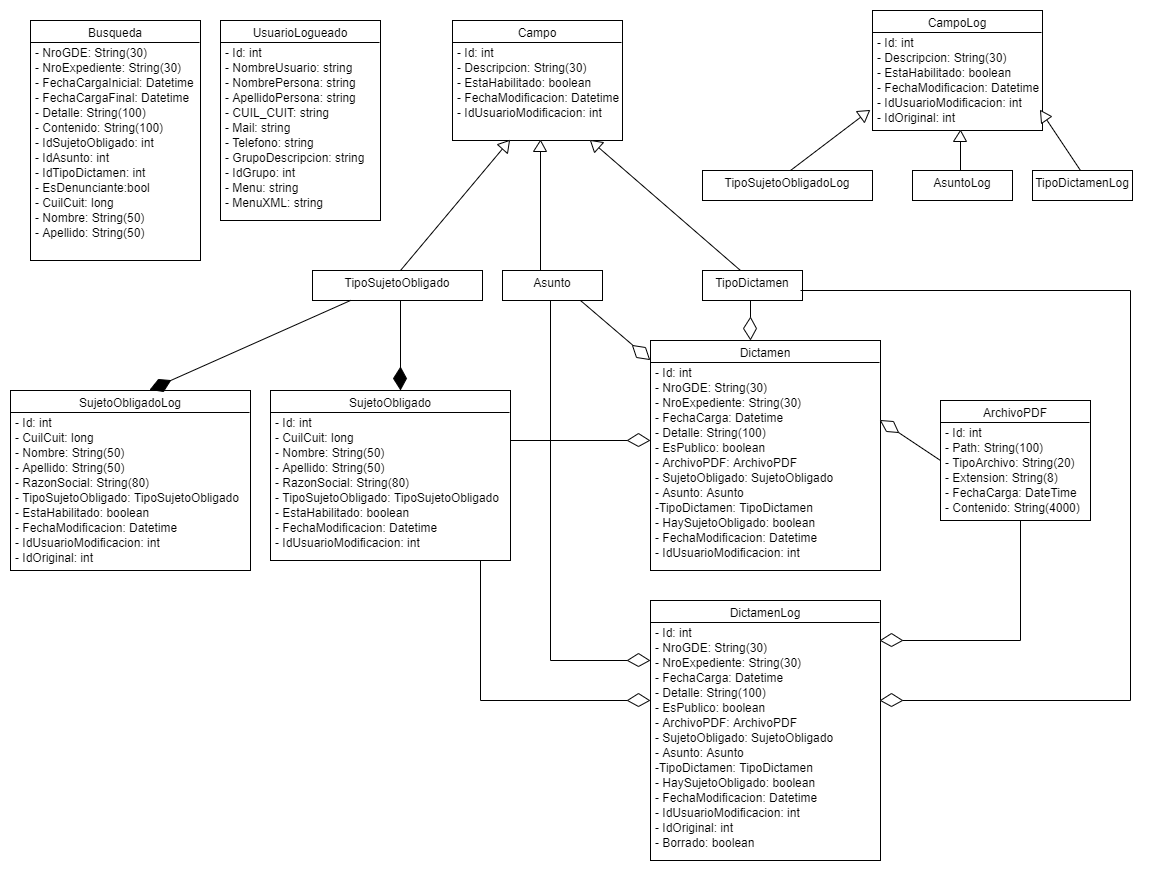 Busqueda
- NroGDE: String(30)
- NroExpediente: String(30)
- FechaCargaInicial: Datetime
- FechaCargaFinal: Datetime
- Detalle: String(100)
- Contenido: String(100)
- IdSujetoObligado: int
- IdAsunto: int
- IdTipoDictamen: int
- EsDenunciante:bool
- CuilCuit: long
- Nombre: String(50)
- Apellido: String(50)
UsuarioLogueado
- Id: int
- NombreUsuario: string
- NombrePersona: string
- ApellidoPersona: string
- CUIL_CUIT: string
- Mail: string
- Telefono: string
- GrupoDescripcion: string
- IdGrupo: int
- Menu: string
- MenuXML: string
Campo
- Id: int
- Descripcion: String(30)
- EstaHabilitado: boolean
- FechaModificacion: Datetime
- IdUsuarioModificacion: int
CampoLog
- Id: int
- Descripcion: String(30)
- EstaHabilitado: boolean
- FechaModificacion: Datetime
- IdUsuarioModificacion: int
- IdOriginal: int
TipoSujetoObligadoLog
AsuntoLog
TipoDictamenLog
TipoSujetoObligado
Asunto
TipoDictamen
SujetoObligadoLog
- Id: int
- CuilCuit: long
- Nombre: String(50)
- Apellido: String(50)
- RazonSocial: String(80)
- TipoSujetoObligado: TipoSujetoObligado
- EstaHabilitado: boolean
- FechaModificacion: Datetime
- IdUsuarioModificacion: int
- IdOriginal: int
SujetoObligado
- Id: int
- CuilCuit: long
- Nombre: String(50)
- Apellido: String(50)
- RazonSocial: String(80)
- TipoSujetoObligado: TipoSujetoObligado
- EstaHabilitado: boolean
- FechaModificacion: Datetime
- IdUsuarioModificacion: int
Dictamen
- Id: int
- NroGDE: String(30)
- NroExpediente: String(30)
- FechaCarga: Datetime
- Detalle: String(100)
- EsPublico: boolean
- ArchivoPDF: ArchivoPDF
- SujetoObligado: SujetoObligado
- Asunto: Asunto
-TipoDictamen: TipoDictamen
- HaySujetoObligado: boolean
- FechaModificacion: Datetime
- IdUsuarioModificacion: int
ArchivoPDF
- Id: int
- Path: String(100)
- TipoArchivo: String(20)
- Extension: String(8)
- FechaCarga: DateTime
- Contenido: String(4000)
DictamenLog
- Id: int
- NroGDE: String(30)
- NroExpediente: String(30)
- FechaCarga: Datetime
- Detalle: String(100)
- EsPublico: boolean
- ArchivoPDF: ArchivoPDF
- SujetoObligado: SujetoObligado
- Asunto: Asunto
-TipoDictamen: TipoDictamen
- HaySujetoObligado: boolean
- FechaModificacion: Datetime
- IdUsuarioModificacion: int
- IdOriginal: int
- Borrado: boolean